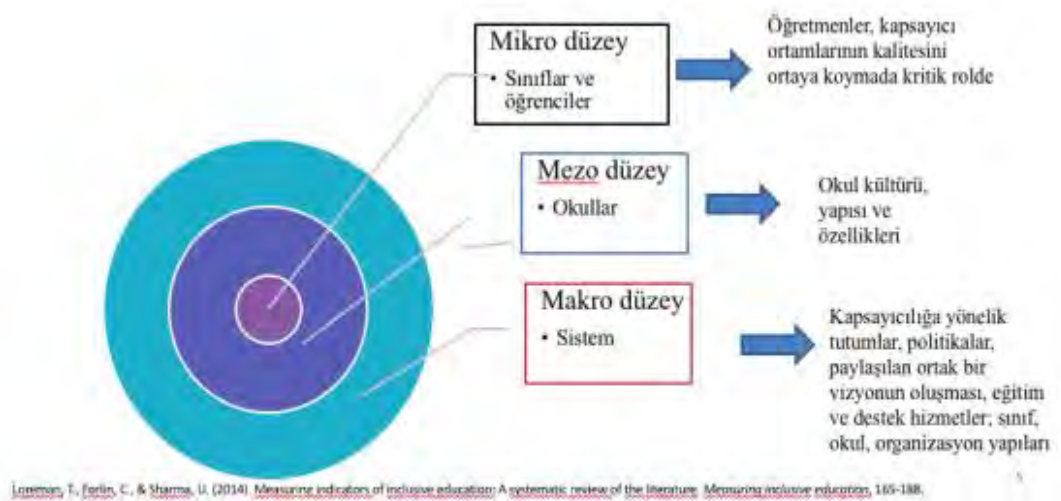 Mikro düzey
• Sınıflar ve
öğrenciler
Öğretmenler, kapsayıcı
ortamlarının kalitesini
ortaya koymada kritik rolde
Mezo düzey
• Okullar
Okul kültürü,
yapısı ve
özellikleri
Makro düzey
• Sistem
Kapsayıcılığa yönelik
tutumlar, politikalar,
paylaşılan ortak bir
vizyonun oluşması, eğitim
ve destek hizmetler; sınıf,
okul, organizasyon yapıları
Loreman, T., Forlin, C., & Sharma, U. (2014). Measuring indicators of inclusive education: A systematic review of the literature. Measuring inclusive education, 165-188.